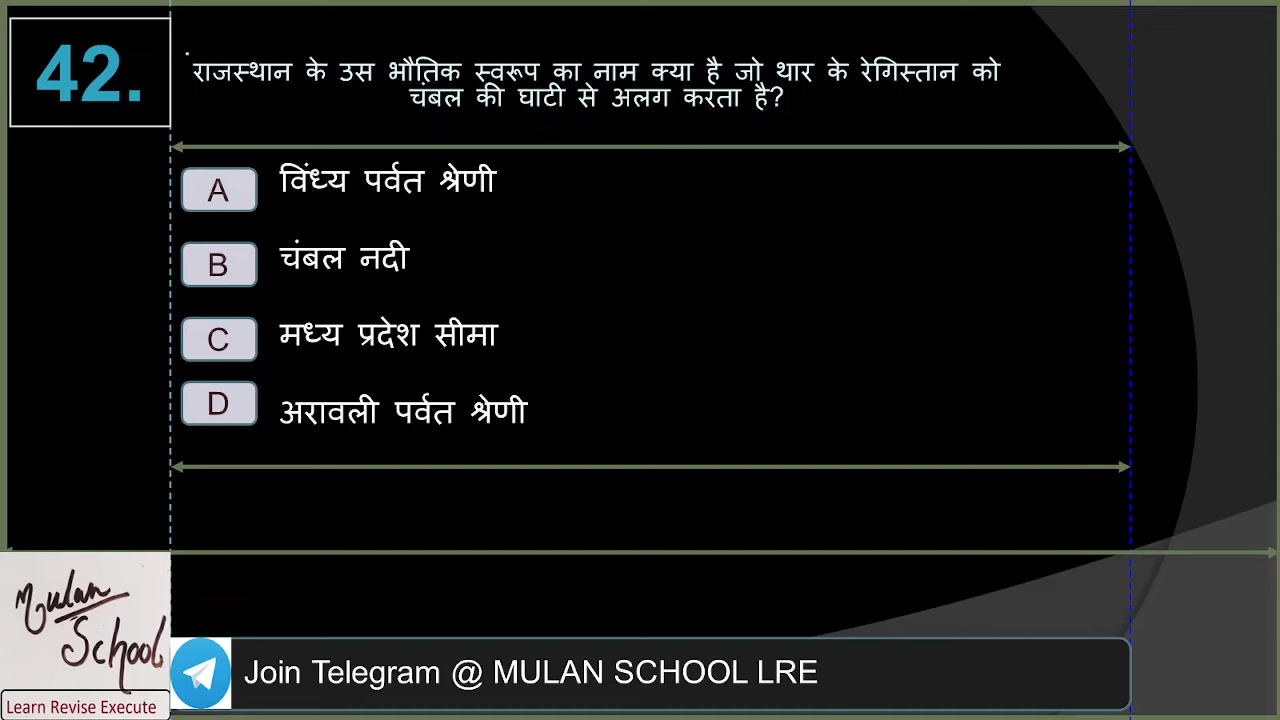 42.
राजस्थान के उस भौतिक स्वरूप का नाम क्या है जो थार के रेगिस्तान को
चंबल की घाटी से अलग करता है?
A विंध्य पर्वत श्रेणी
B चंबल नदी
C मध्य प्रदेश सीमा
D अरावली पर्वत श्रेणी
Mulan
School
Learn Revise Execute
Join Telegram @ MULAN SCHOOL LRE